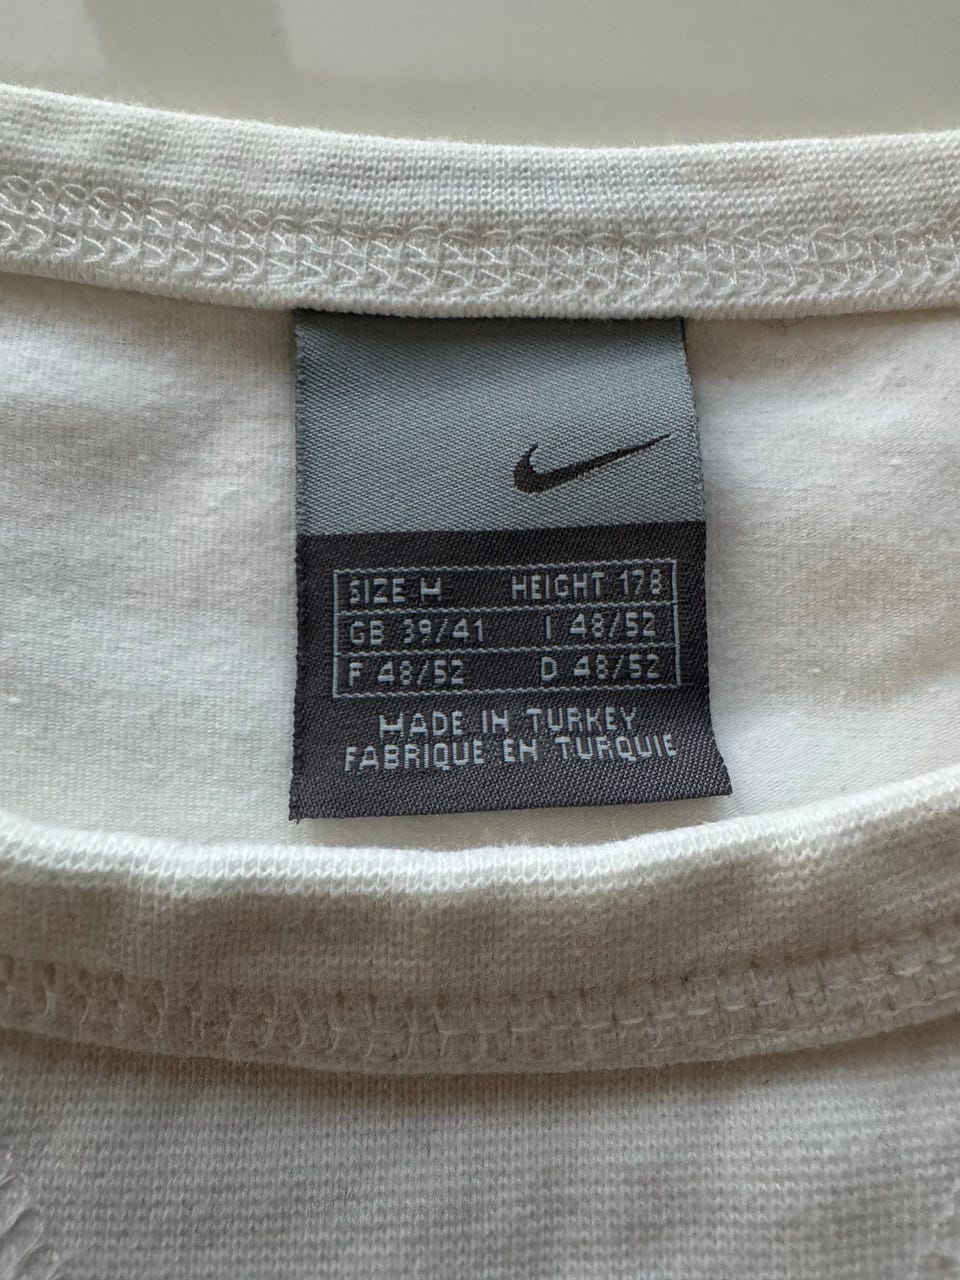 SIZE M HEIGHT 178
GB 39/41 I 48/52
F 48/52 D 48/52
MADE IN TURKEY
FABRIQUE EN TURQUIE